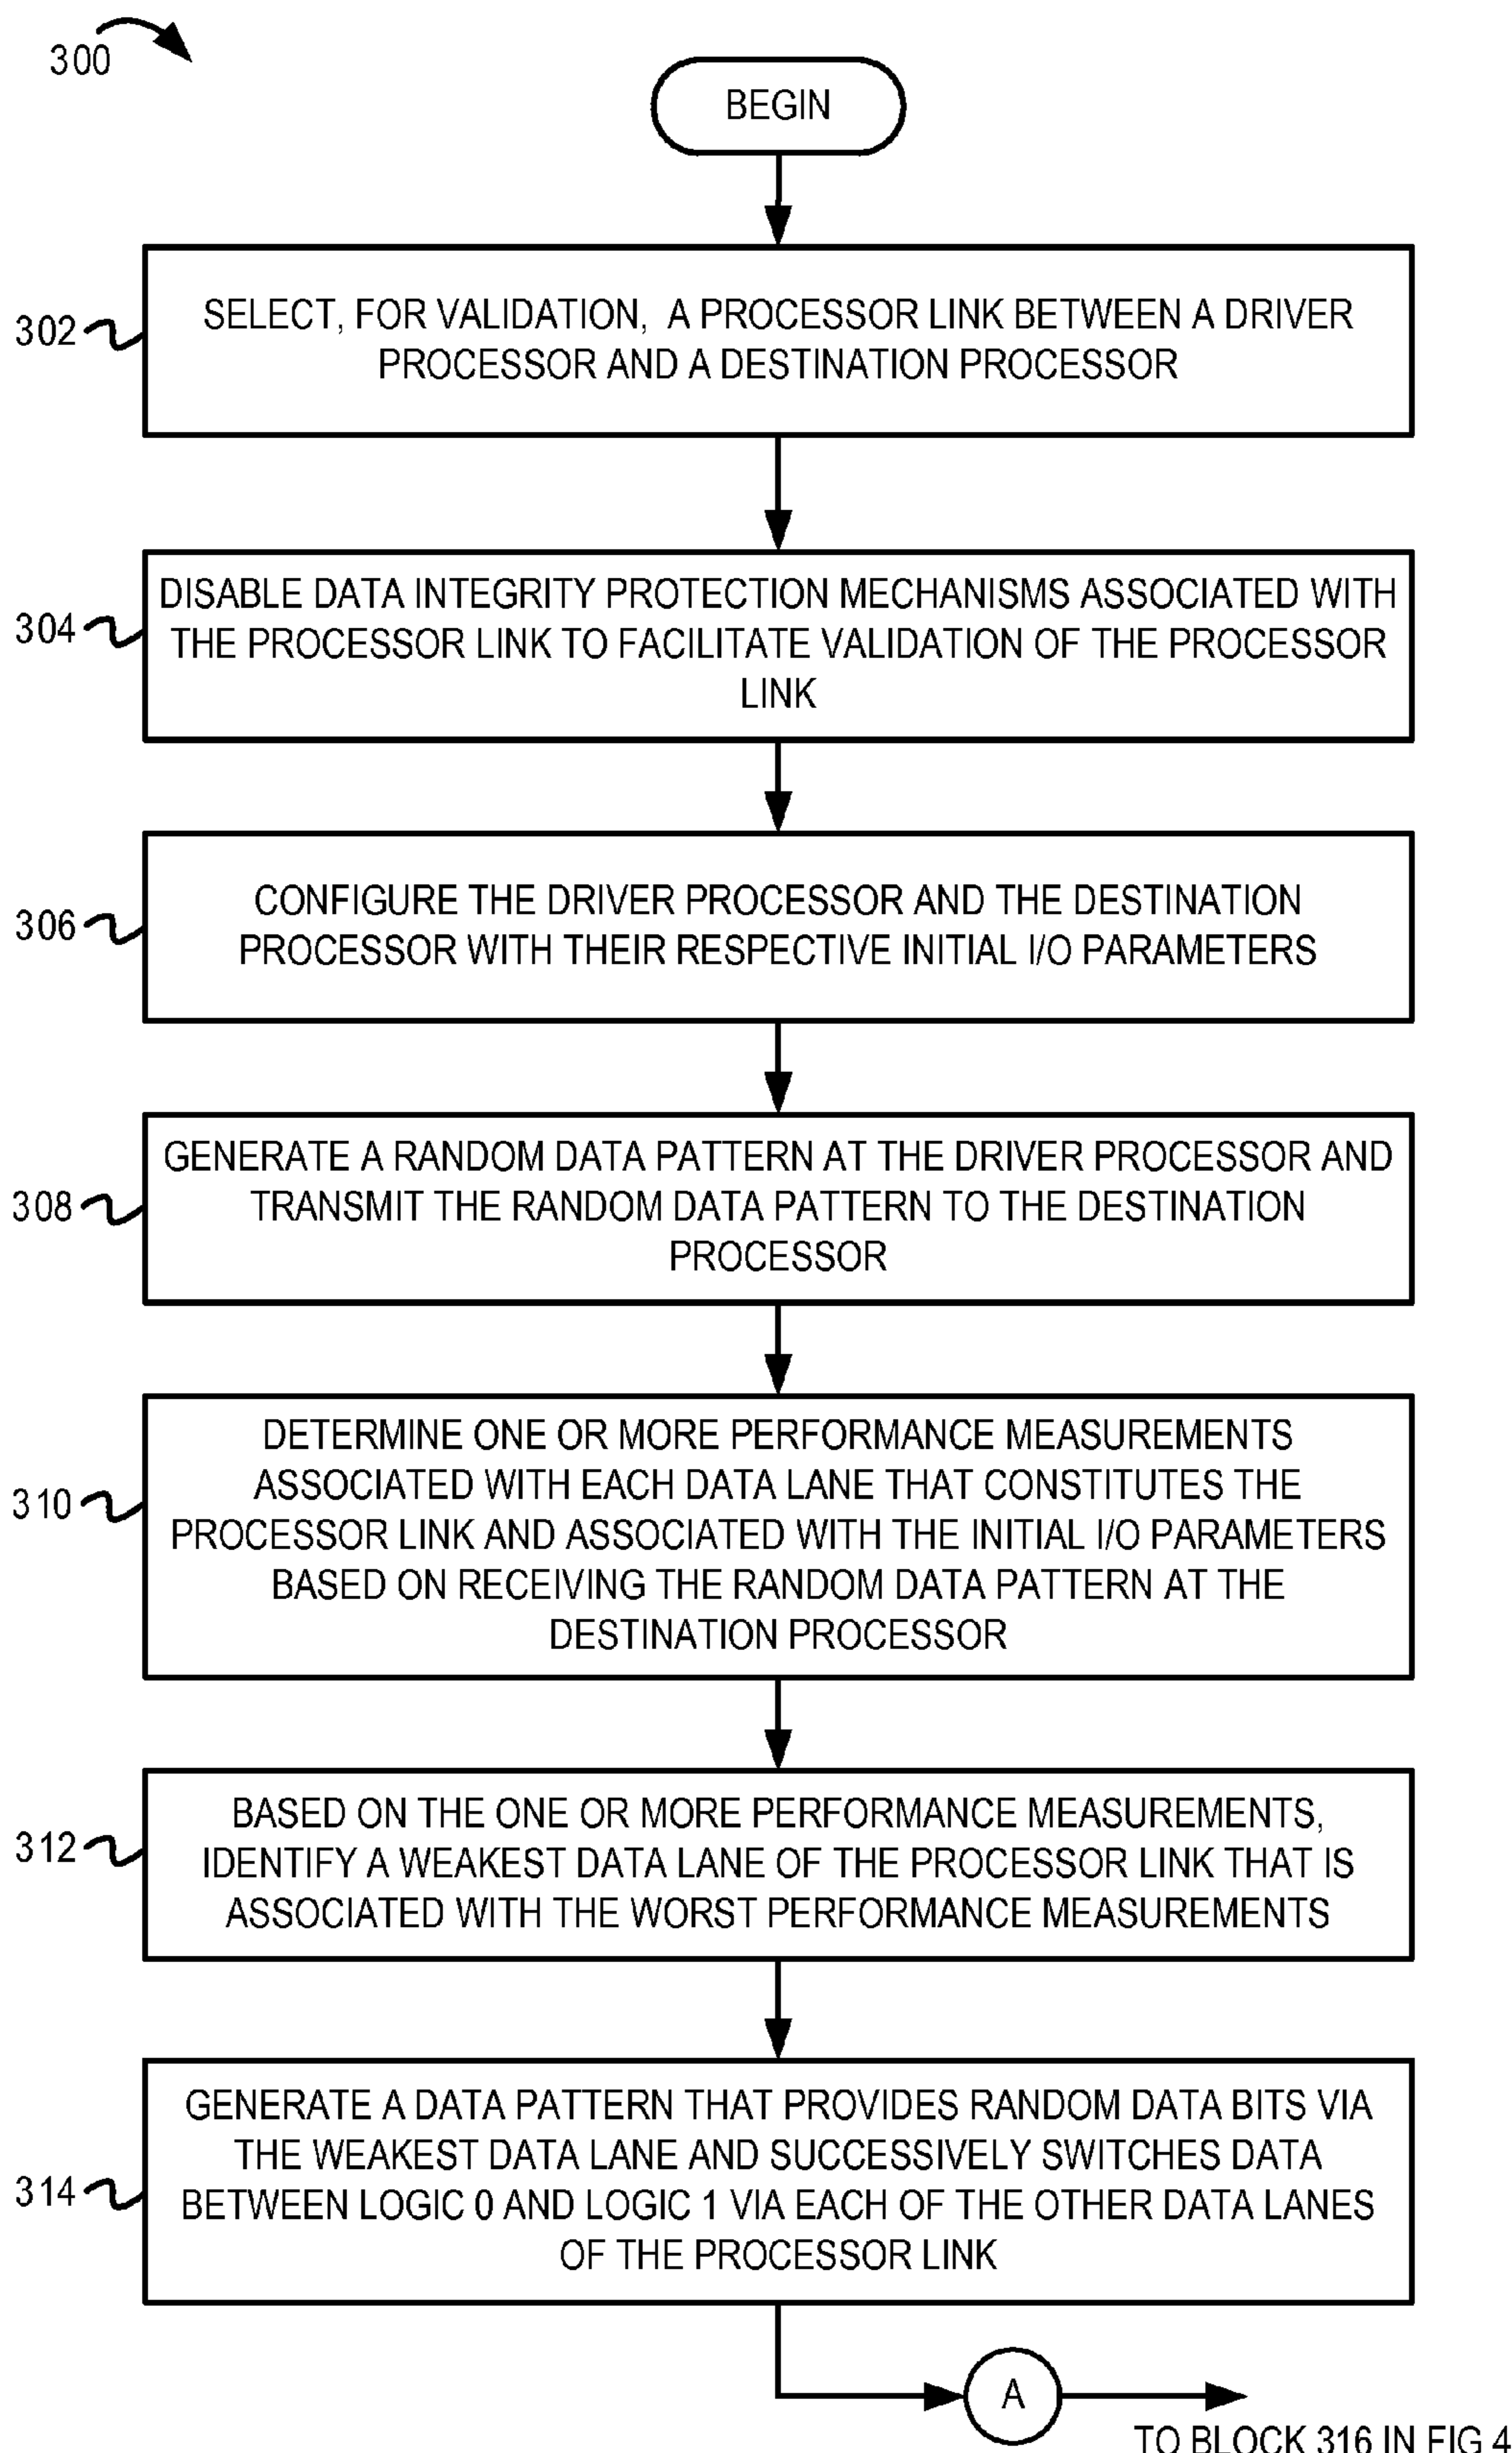 300
BEGIN
302
SELECT, FOR VALIDATION, A PROCESSOR LINK BETWEEN A DRIVER
PROCESSOR AND A DESTINATION PROCESSOR
304
DISABLE DATA INTEGRITY PROTECTION MECHANISMS ASSOCIATED WITH
THE PROCESSOR LINK TO FACILITATE VALIDATION OF THE PROCESSOR
LINK
306
CONFIGURE THE DRIVER PROCESSOR AND THE DESTINATION
PROCESSOR WITH THEIR RESPECTIVE INITIAL I/O PARAMETERS
308
GENERATE A RANDOM DATA PATTERN AT THE DRIVER PROCESSOR AND
TRANSMIT THE RANDOM DATA PATTERN TO THE DESTINATION
PROCESSOR
310
DETERMINE ONE OR MORE PERFORMANCE MEASUREMENTS
ASSOCIATED WITH EACH DATA LANE THAT CONSTITUTES THE
PROCESSOR LINK AND ASSOCIATED WITH THE INITIAL I/O PARAMETERS
BASED ON RECEIVING THE RANDOM DATA PATTERN AT THE
DESTINATION PROCESSOR
312
BASED ON THE ONE OR MORE PERFORMANCE MEASUREMENTS,
IDENTIFY A WEAKEST DATA LANE OF THE PROCESSOR LINK THAT IS
ASSOCIATED WITH THE WORST PERFORMANCE MEASUREMENTS
314
GENERATE A DATA PATTERN THAT PROVIDES RANDOM DATA BITS VIA
THE WEAKEST DATA LANE AND SUCCESSIVELY SWITCHES DATA
BETWEEN LOGIC 0 AND LOGIC 1 VIA EACH OF THE OTHER DATA LANES
OF THE PROCESSOR LINK
A
TO BLOCK 316 IN FIG 4